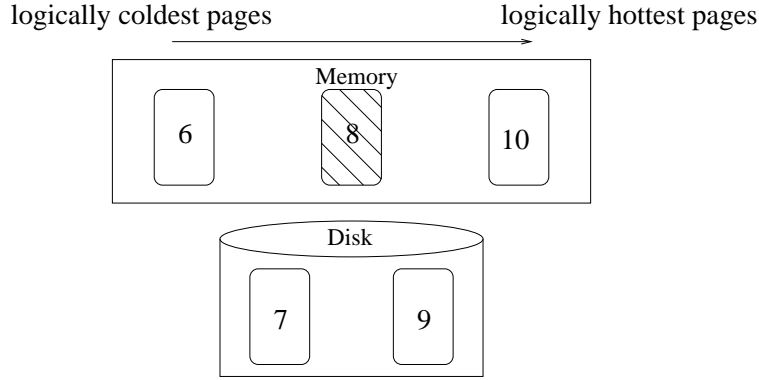 logically coldest pages logically hottest pages
Memory
6 8 10
Disk
7 9